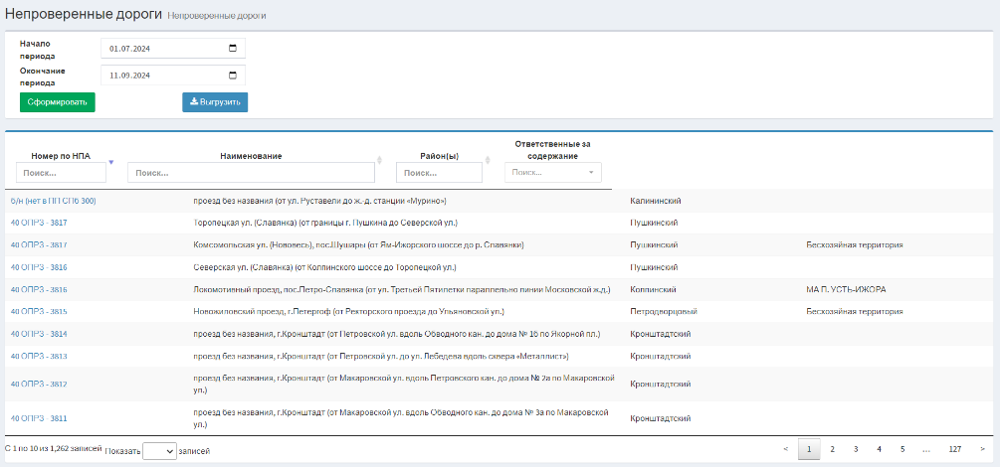 Непроверенные дороги Непроверенные дороги
Начало
периода
01.07.2024
Окончание
периода
11.09.2024
Сформировать Выгрузить
Номер по НПА Наименование Район(ы) Ответственные за
содержание
Поиск... Поиск... Поиск... Поиск...
б/н (нет в ПП СПб 300) проезд без названия (от ул. Руставели до ж.-д. станции «Мурино») Калининский
40 ОПРЗ - 3817 Торопецкая ул. (Славянка) (от границы г. Пушкина до Северской ул.) Пушкинский
40 ОПРЗ - 3817 Комсомольская ул. (Нововесь), пос.Шушары (от Ям-Ижорского шоссе до р. Славянки) Пушкинский Бесхозяйная территория
40 ОПРЗ - 3816 Северская ул. (Славянка) (от Колпинского шоссе до Торопецкой ул.) Пушкинский
40 ОПРЗ - 3816 Локомотивный проезд, пос.Петро-Славянка (от ул. Третьей Пятилетки параллельно линии Московской ж.д.) Колпинский МА П. УСТЬ-ИЖОРА
40 ОПРЗ - 3815 Новожиловский проезд, г.Петергоф (от Ректорского проезда до Ульяновской ул.) Петродворцовый Бесхозяйная территория
40 ОПРЗ - 3814 проезд без названия, г.Кронштадт (от Петровской ул. вдоль Обводного кан. до дома № 1б по Якорной пл.) Кронштадтский
40 ОПРЗ - 3813 проезд без названия, г.Кронштадт (от Петровской ул. до ул. Лебедева вдоль сквера «Металлист») Кронштадтский
40 ОПРЗ - 3812 проезд без названия, г.Кронштадт (от Макаровской ул. вдоль Петровского кан. до дома № 2а по Макаровской
ул.) Кронштадтский
40 ОПРЗ - 3811 проезд без названия, г.Кронштадт (от Макаровской ул. вдоль Обводного кан. до дома № 3а по Макаровской
ул.) Кронштадтский
С 1 по 10 из 1,262 записей Показать записей < 1 2 3 4 5 ... 127 >